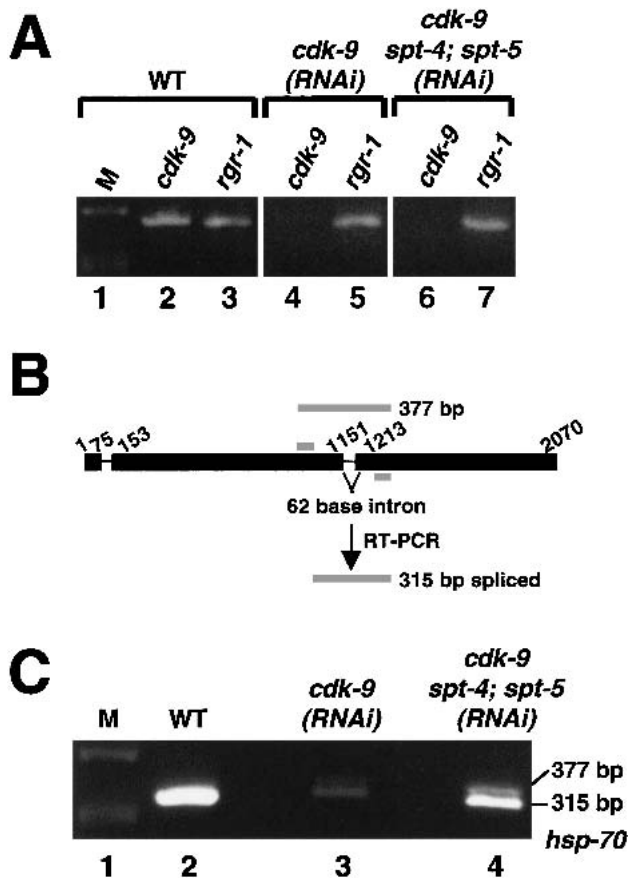 A
WT
cdk-9
(RNAi)
cdk-9
spt-4; spt-5
(RNAi)
M
cdk-9
rgr-1
cdk-9
rgr-1
cdk-9
rgr-1
1 2 3 4 5 6 7
B
377 bp
1 75 153 1151 1213 2070
62 base intron
RT-PCR
315 bp spliced
C
M
WT
cdk-9
(RNAi)
cdk-9
spt-4; spt-5
(RNAi)
377 bp
315 bp
hsp-70
1 2 3 4